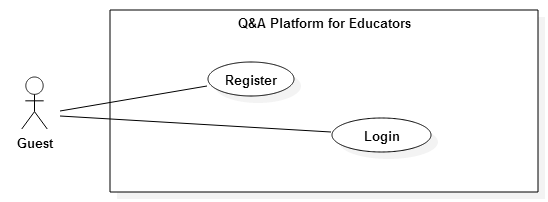 Q&A Platform for Educators
Register
Login
Guest